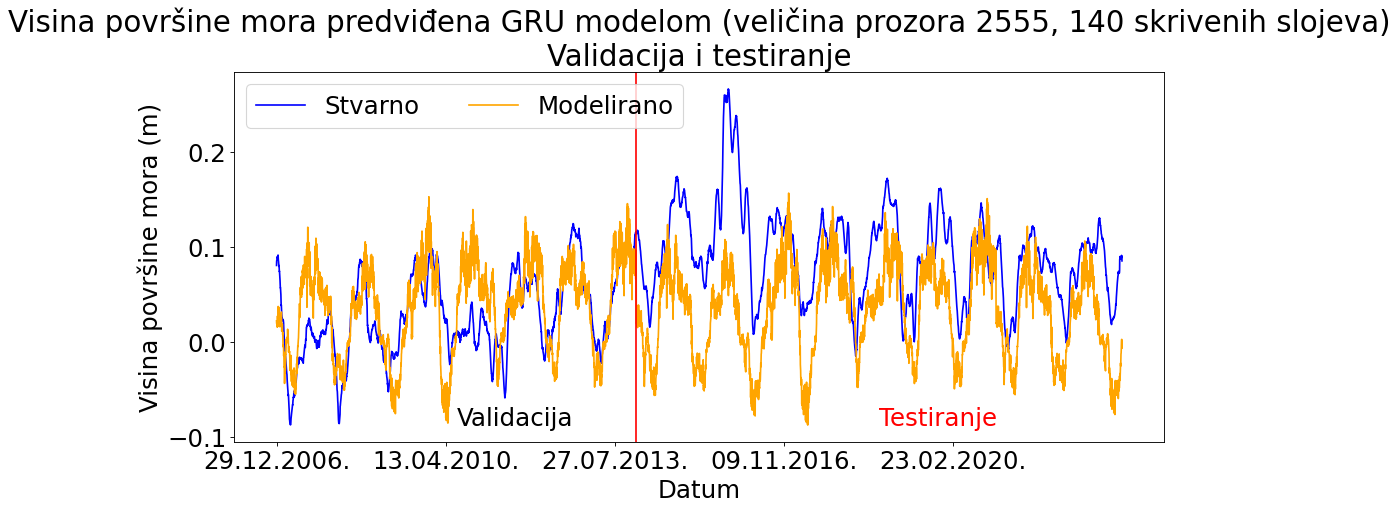 Visina površine mora predviđena GRU modelom (veličina prozora 2555, 140 skrivenih slojeva)
Validacija i testiranje
Stvarno Modelirano
Visina površine mora (m)
0.2
0.1
0.0
−0.1
Validacija Testiranje
29.12.2006. 13.04.2010. 27.07.2013. 09.11.2016. 23.02.2020.
Datum